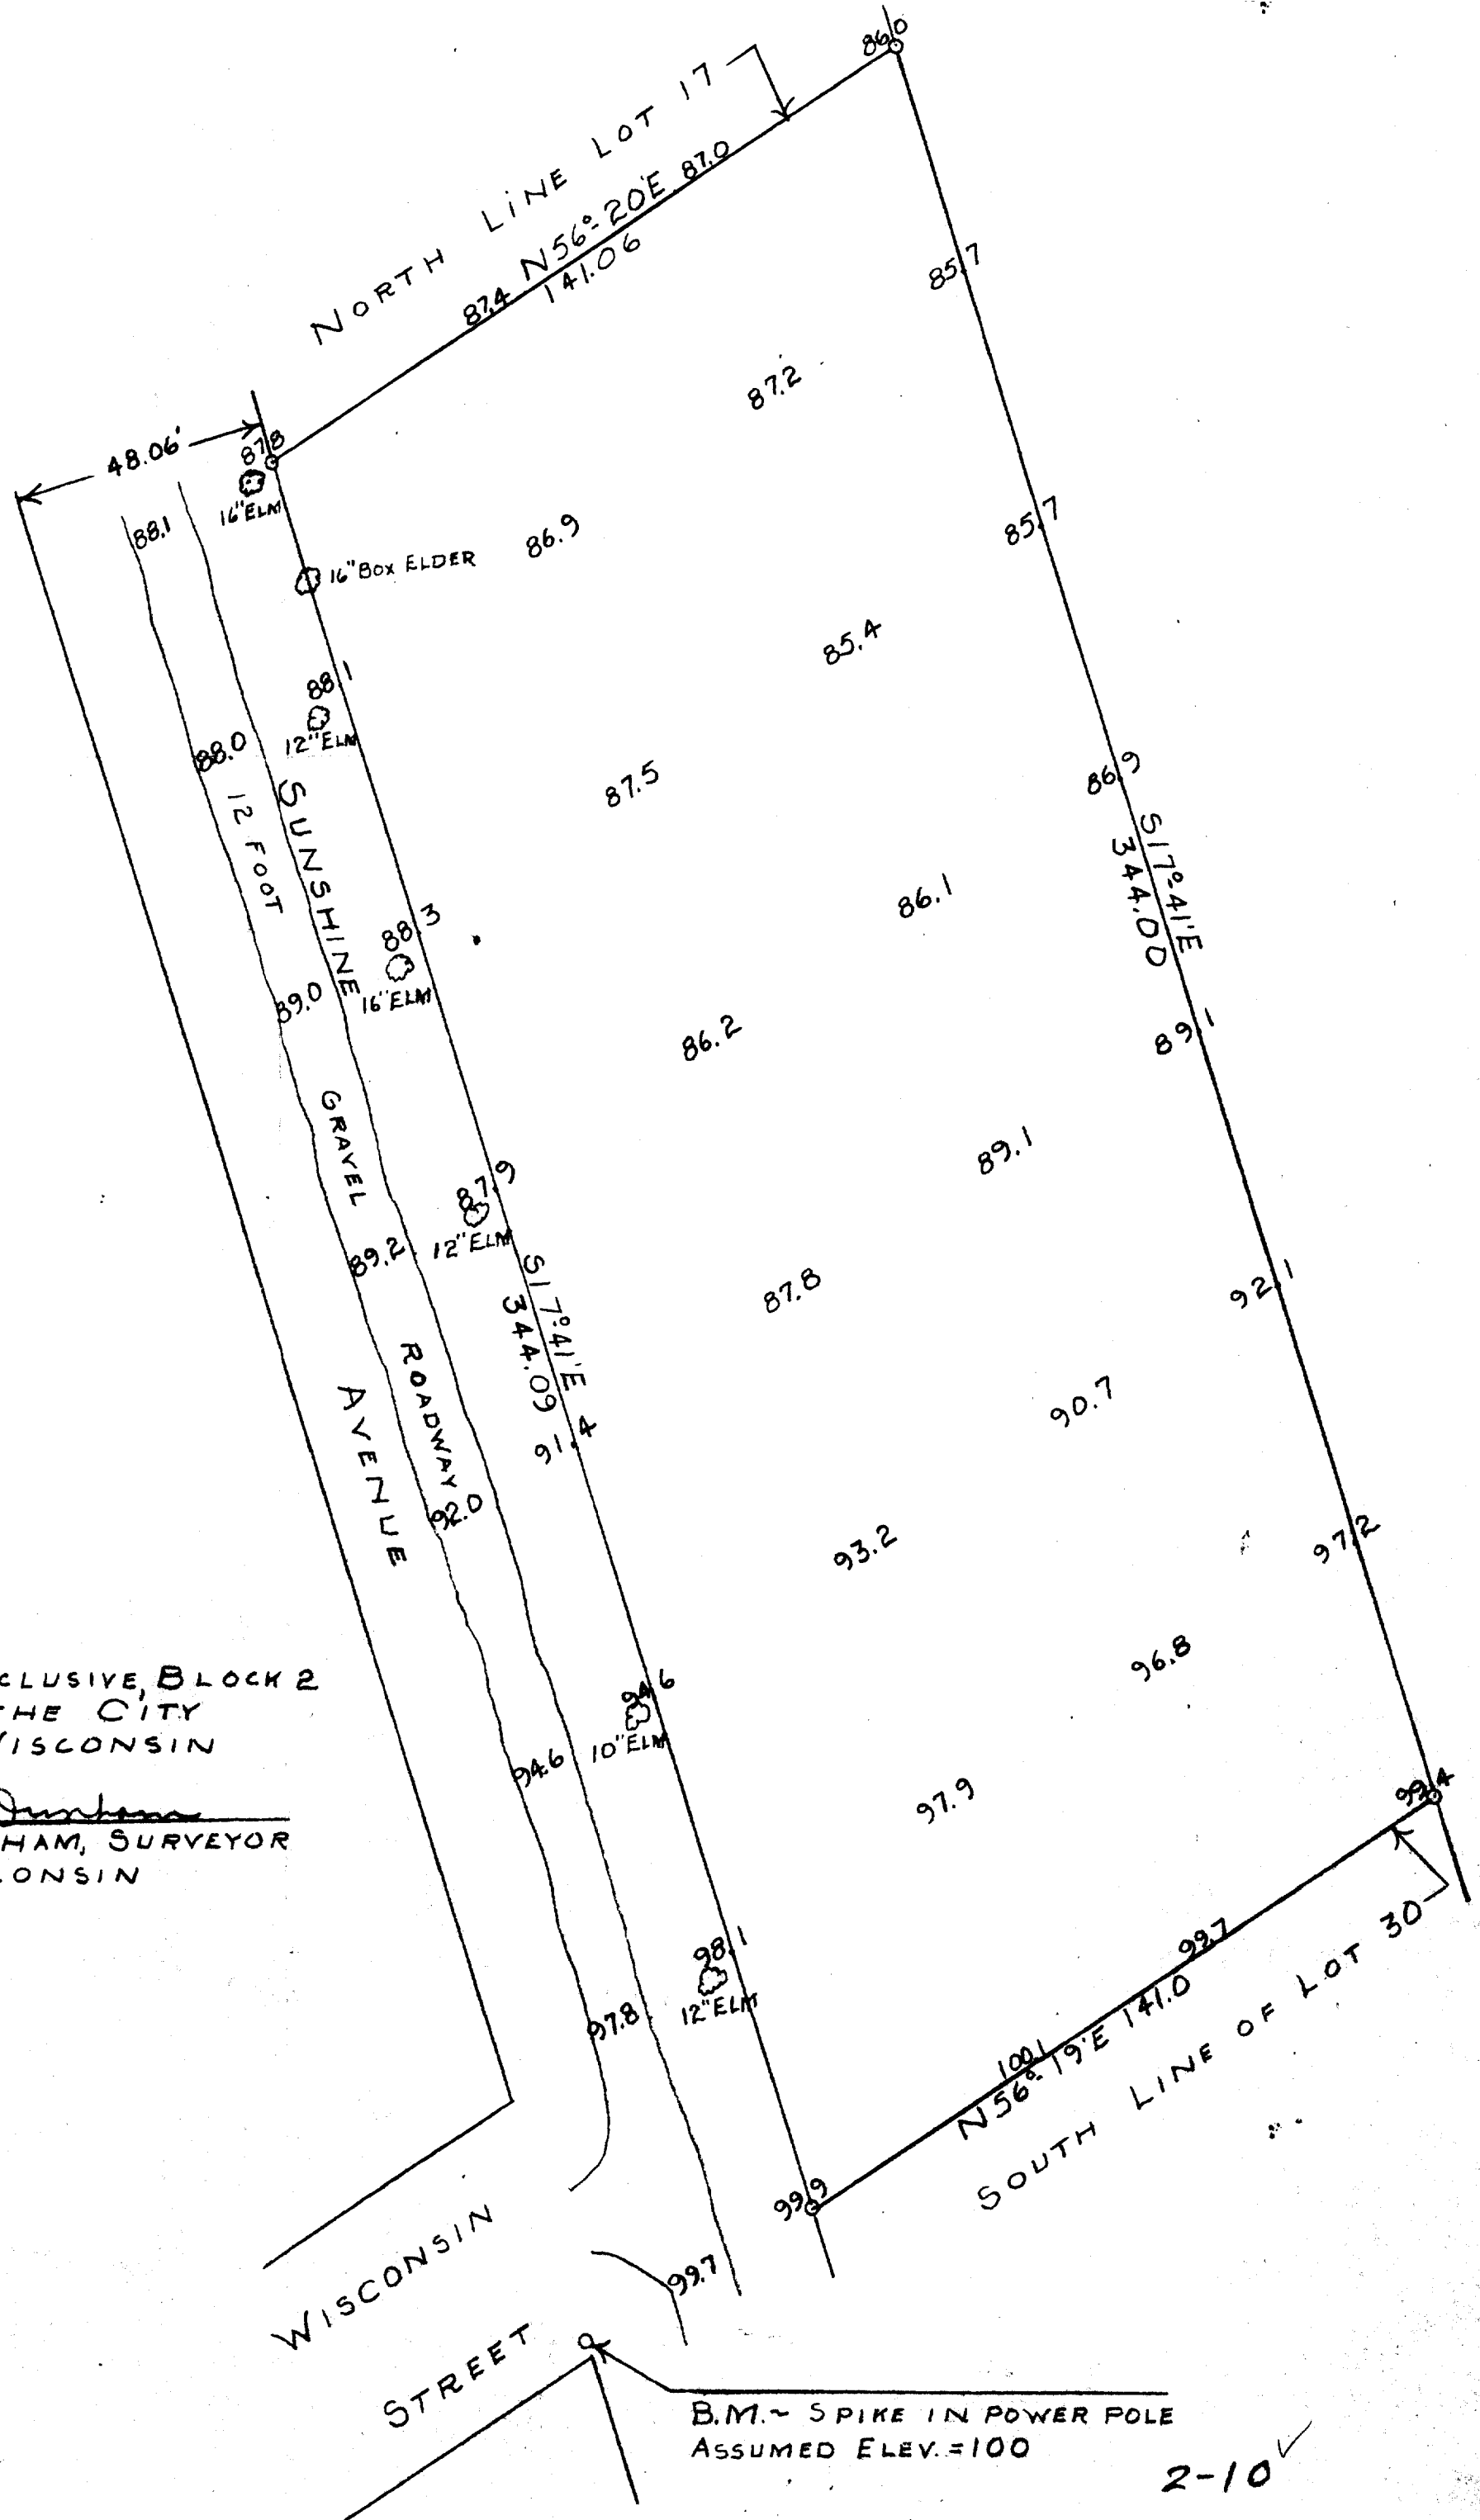 86.0
NORTH LINE LOT 17
87.4 N56°-20'E 87.0
141.06
85.7
87.2
48.06'
87.8
16" ELM
88.1
86.9
85.7
16" BOX ELDER
85.4
88.1
12" ELM
88.0
87.5
86.9
12 FOOT
SUNSHINE
S17°-41'E
344.00
86.1
88.3
16" ELM
89.0
86.2
89.1
GRAVEL
89.1
87.9
12" ELM
89.2
87.8
92.1
S17°-41'E
344.09
ROADWAY
AVENUE
91.4
90.7
92.0
93.2
97.2
CLUSIVE, BLOCK 2
THE CITY
WISCONSIN
Dunham
HAM, SURVEYOR
CONSIN
94.6
10" ELM
94.6
96.8
97.9
99.4
98.1
12" ELM
97.8
99.7
100.1
N56°-19'E 141.0
SOUTH LINE OF LOT 30
99.9
WISCONSIN
STREET
99.7
B.M.~ SPIKE IN POWER POLE
ASSUMED ELEV.=100
2-10